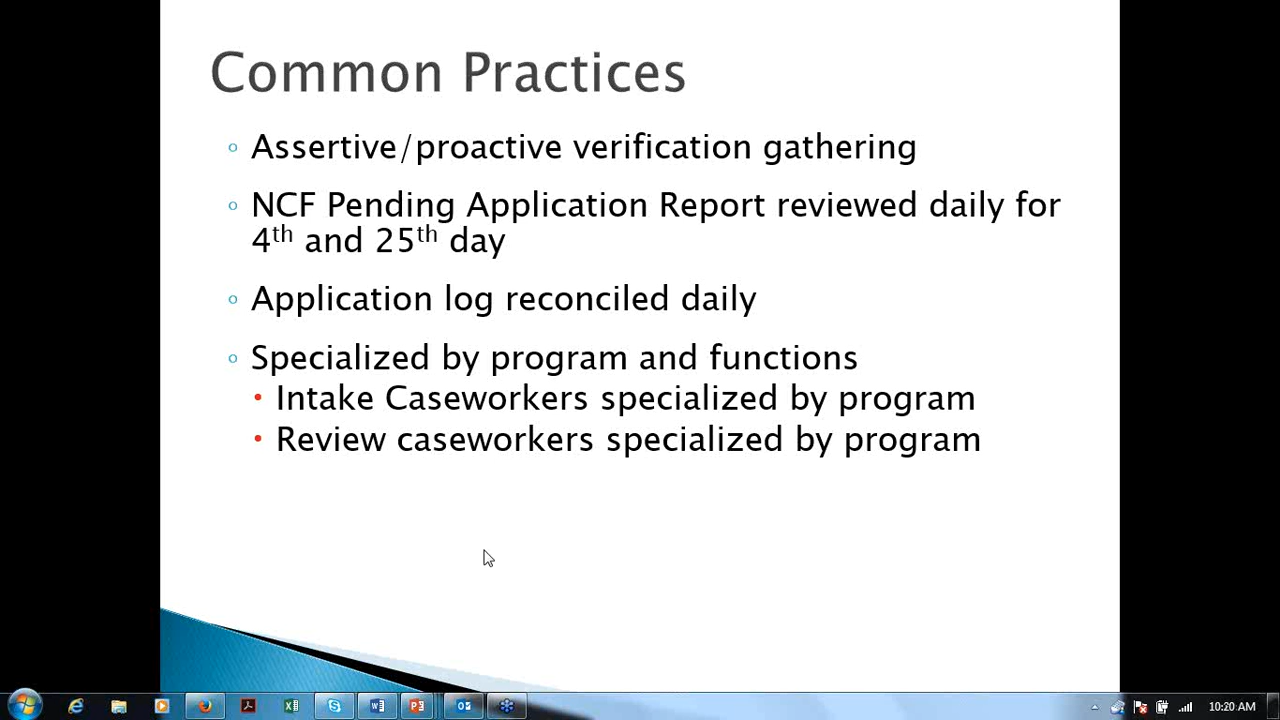 Common Practices
Assertive/proactive verification gathering
NCF Pending Application Report reviewed daily for
4th and 25th day
Application log reconciled daily
Specialized by program and functions
Intake Caseworkers specialized by program
Review caseworkers specialized by program
10:20 AM